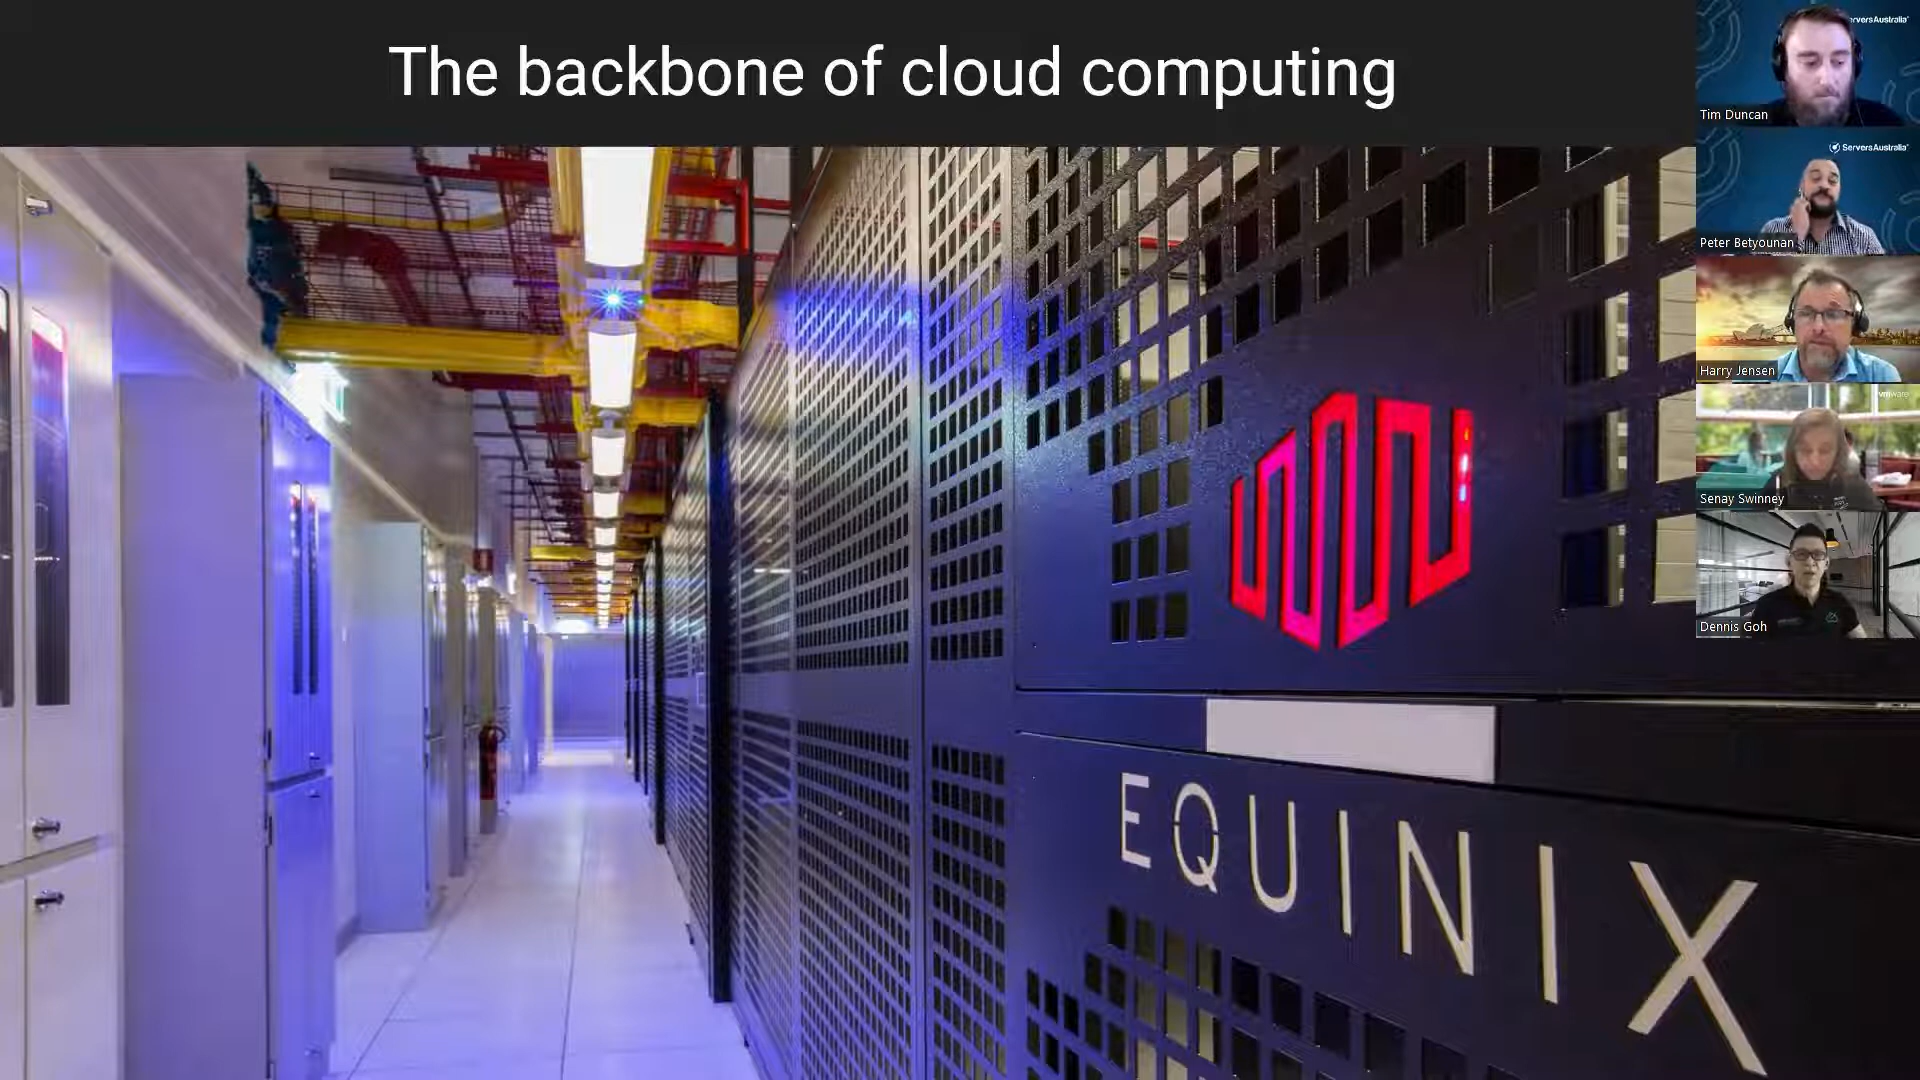 The backbone of cloud computing
ServersAustralia
Tim Duncan
ServersAustralia
Peter Betyounan
Harry Jensen
vmware
Senay Swinney
Dennis Goh
EQUINIX